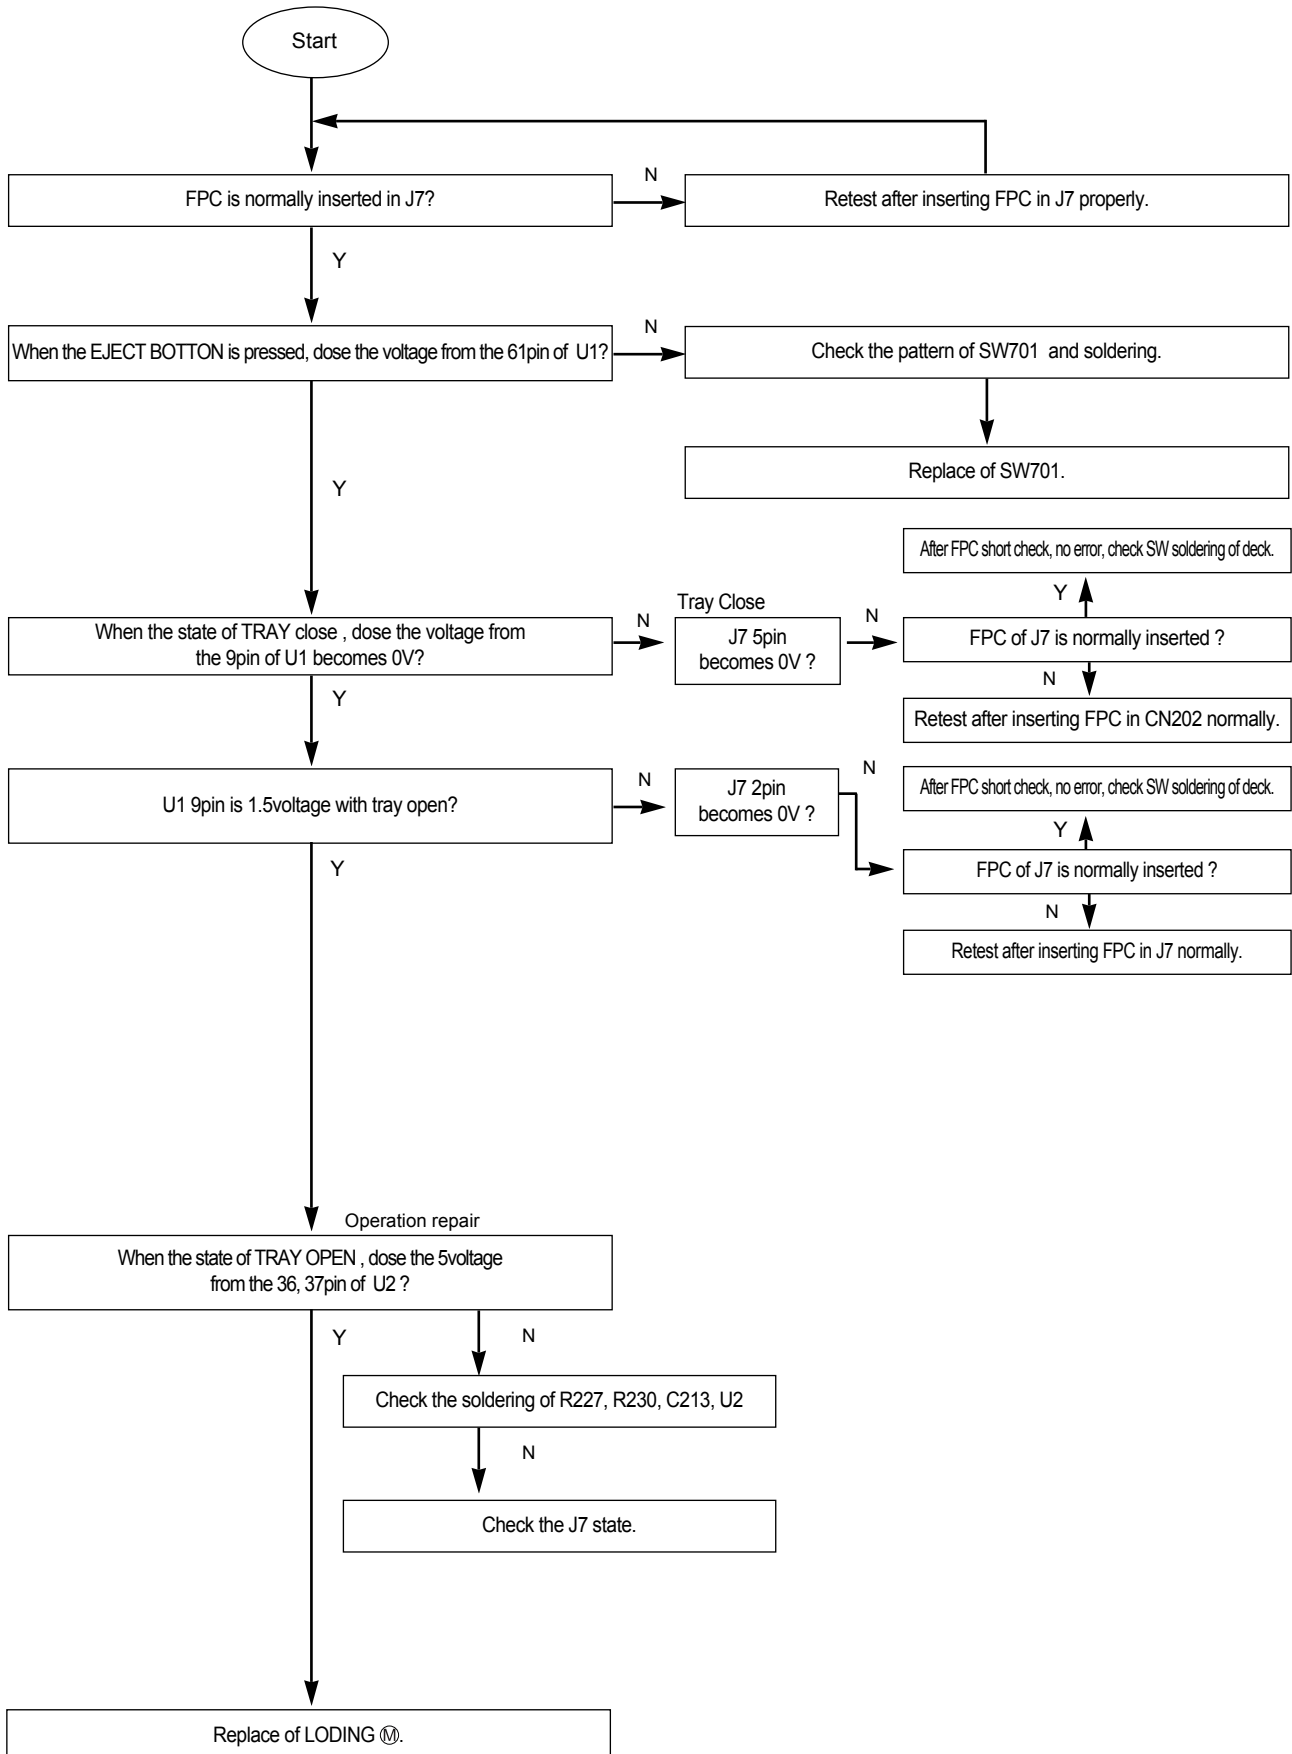 Start
FPC is normally inserted in J7?
N
Retest after inserting FPC in J7 properly.
Y
When the EJECT BOTTON is pressed, dose the voltage from the 61pin of U1?
N
Check the pattern of SW701 and soldering.
Replace of SW701.
Y
When the state of TRAY close , dose the voltage from
the 9pin of U1 becomes 0V?
N
Tray Close
J7 5pin
becomes 0V ?
N
After FPC short check, no error, check SW soldering of deck.
Y
FPC of J7 is normally inserted ?
N
Retest after inserting FPC in CN202 normally.
Y
U1 9pin is 1.5voltage with tray open?
N
J7 2pin
becomes 0V ?
N
After FPC short check, no error, check SW soldering of deck.
Y
FPC of J7 is normally inserted ?
N
Retest after inserting FPC in J7 normally.
Y
Operation repair
When the state of TRAY OPEN , dose the 5voltage
from the 36, 37pin of U2 ?
Y
N
Check the soldering of R227, R230, C213, U2
N
Check the J7 state.
Replace of LODING Ⓜ.